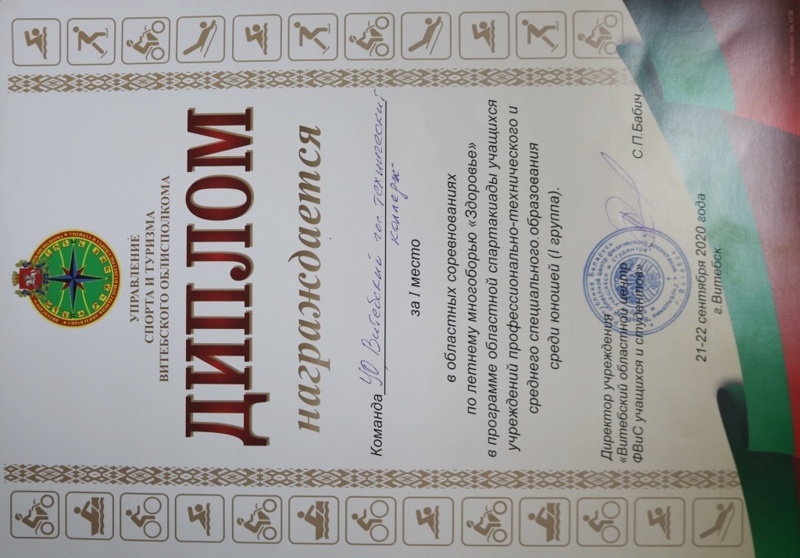 УПРАВЛЕНИЕ
СПОРТА И ТУРИЗМА
ВИТЕБСКОГО ОБЛИСПОЛКОМА
ДИПЛОМ
награждается
Команда УО "Витебский гос технический
колледж"
за I место
в областных соревнованиях
по летнему многоборью «Здоровье»
в программе областной спартакиады учащихся
учреждений профессионально-технического и
среднего специального образования
среди юношей (I группа).
Директор учреждения
«Витебский областной центр
ФВиС учащихся и студентов»
С.П.Бабич
21-22 сентября 2020 года
г. Витебск